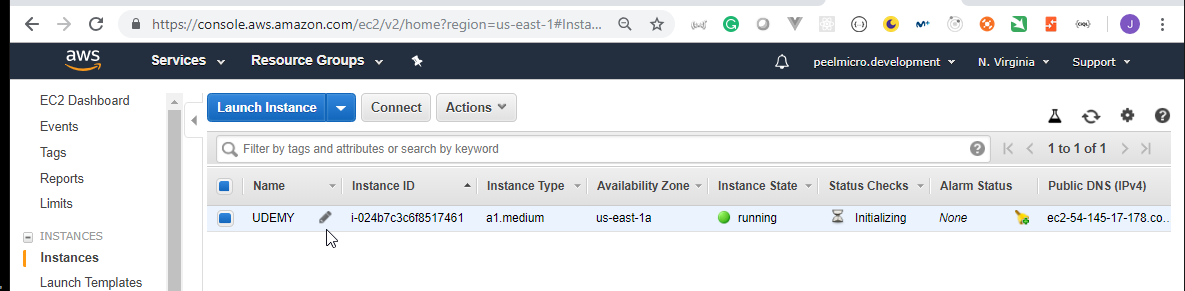 https://console.aws.amazon.com/ec2/v2/home?region=us-east-1#Insta...
J
aws Services Resource Groups peelmicro.development N. Virginia Support
EC2 Dashboard
Events
Tags
Reports
Limits
INSTANCES
Instances
Launch Templates
Launch Instance Connect Actions
Filter by tags and attributes or search by keyword
1 to 1 of 1
Name Instance ID Instance Type Availability Zone Instance State Status Checks Alarm Status Public DNS (IPv4)
UDEMY i-024b7c3c6f8517461 a1.medium us-east-1a running Initializing None ec2-54-145-17-178.co...